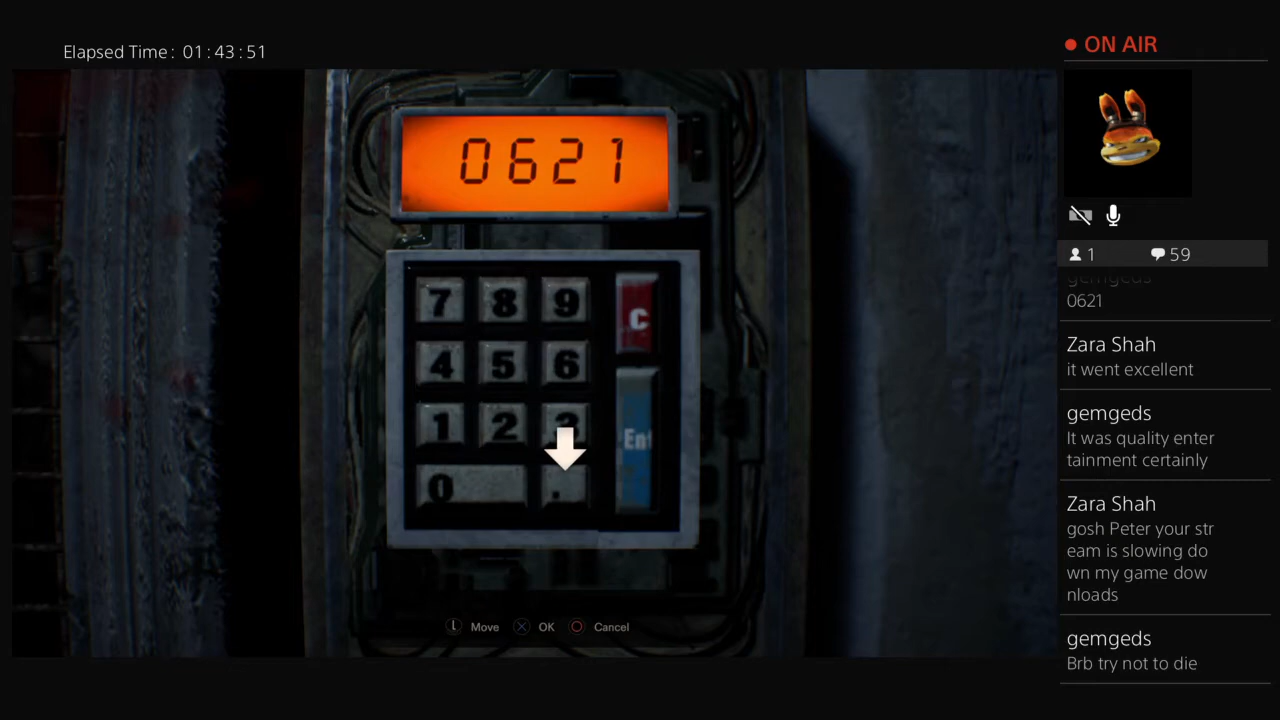 Elapsed Time: 01:43:51
ON AIR
0621
7 8 9 C
4 5 6
1 2 3
Ent
0 .
Move OK Cancel
1 59
gemgeds
0621
Zara Shah
it went excellent
gemgeds
It was quality enter
tainment certainly
Zara Shah
gosh Peter your str
eam is slowing do
wn my game dow
nloads
gemgeds
Brb try not to die